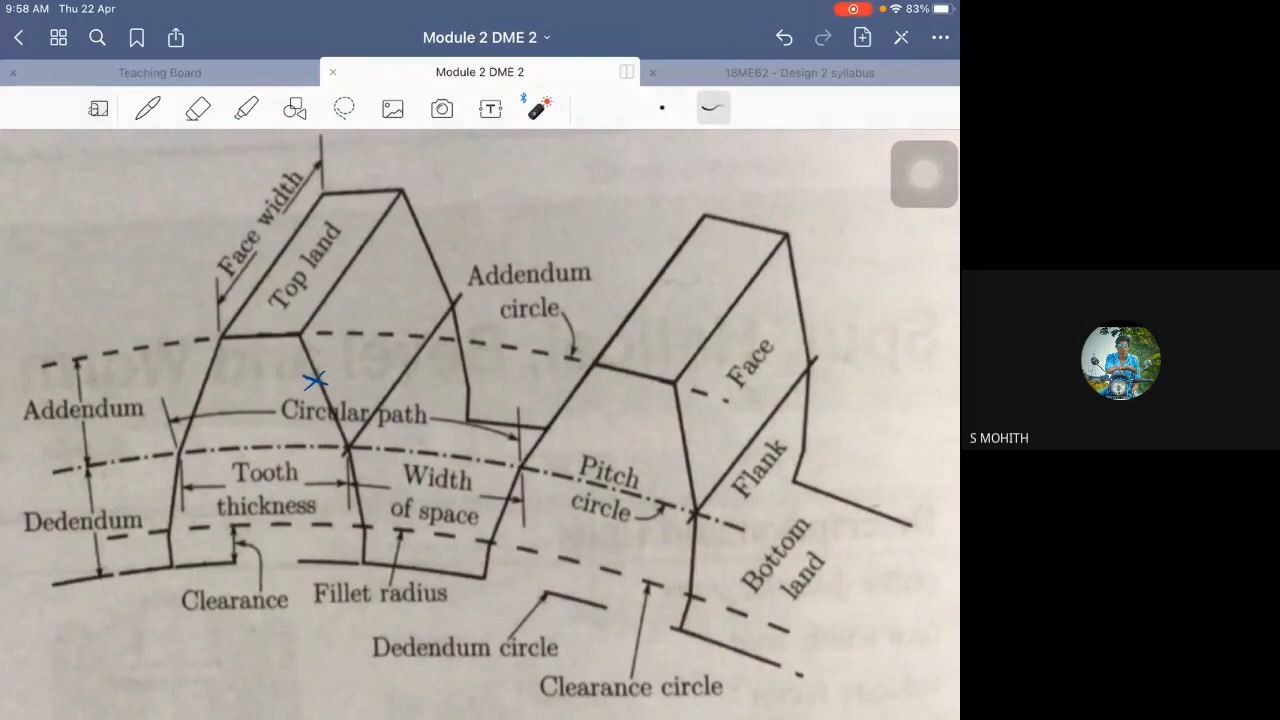 9:58 AM Thu 22 Apr
83%
Module 2 DME 2
Teaching Board
Module 2 DME 2
18ME62 - Design 2 syllabus
Face width
Top land
Addendum
circle
Face
Addendum
Circular path
Tooth
thickness
Width
of space
Pitch
circle
Flank
Dedendum
Bottom
land
Clearance
Fillet radius
Dedendum circle
Clearance circle
S MOHITH